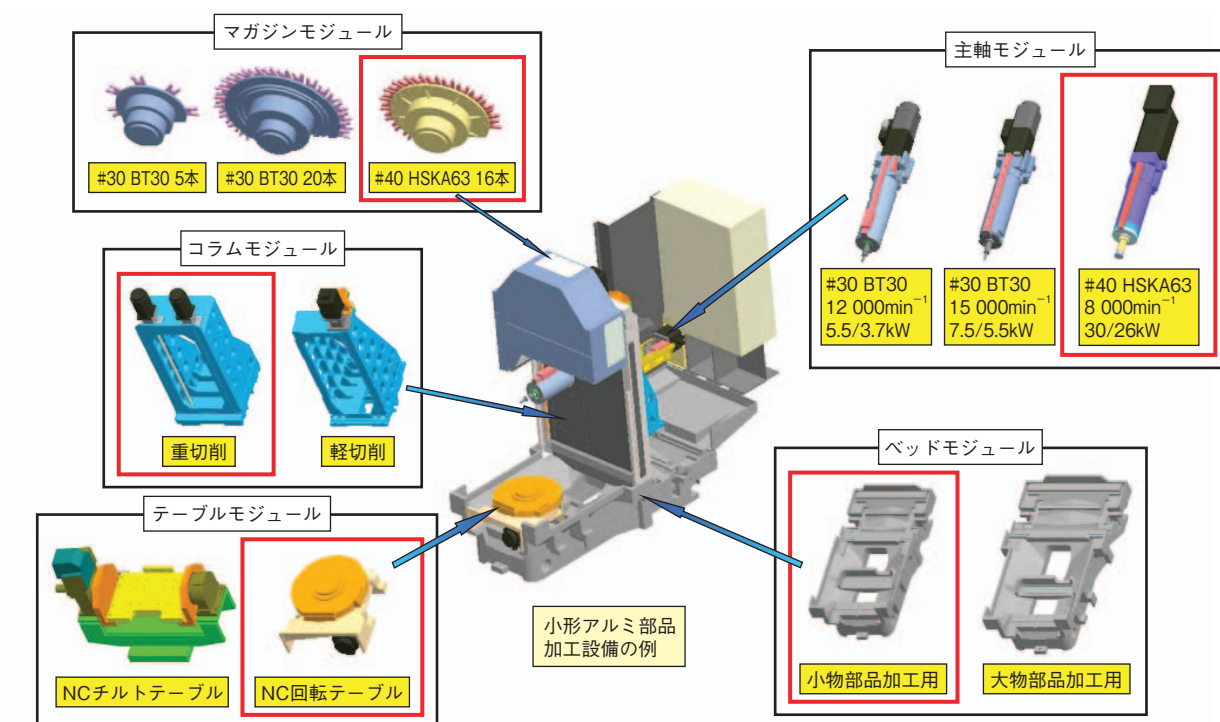 マガジンモジュール
#30 BT30 5本
#30 BT30 20本
#40 HSKA63 16本
主軸モジュール
#30 BT30
12 000min⁻¹
5.5/3.7kW
#30 BT30
15 000min⁻¹
7.5/5.5kW
#40 HSKA63
8 000min⁻¹
30/26kW
コラムモジュール
重切削
軽切削
テーブルモジュール
NCチルトテーブル
NC回転テーブル
小形アルミ部品
加工設備の例
ベッドモジュール
小物部品加工用
大物部品加工用